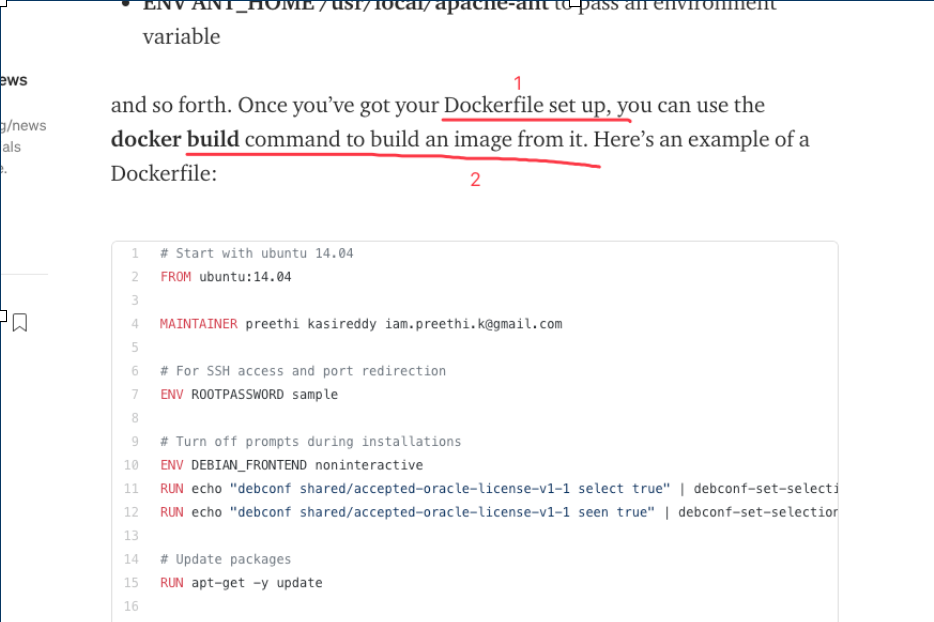 ENV ANT_HOME /usr/local/apache-ant to pass an environment
variable
ews
g/news
als
e.
1
and so forth. Once you’ve got your Dockerfile set up, you can use the
docker build command to build an image from it. Here’s an example of a
2
Dockerfile:
1 # Start with ubuntu 14.04
2 FROM ubuntu:14.04
3
4 MAINTAINER preethi kasireddy iam.preethi.k@gmail.com
5
6 # For SSH access and port redirection
7 ENV ROOTPASSWORD sample
8
9 # Turn off prompts during installations
10 ENV DEBIAN_FRONTEND noninteractive
11 RUN echo "debconf shared/accepted-oracle-license-v1-1 select true" | debconf-set-selecti
12 RUN echo "debconf shared/accepted-oracle-license-v1-1 seen true" | debconf-set-selection
13
14 # Update packages
15 RUN apt-get -y update
16